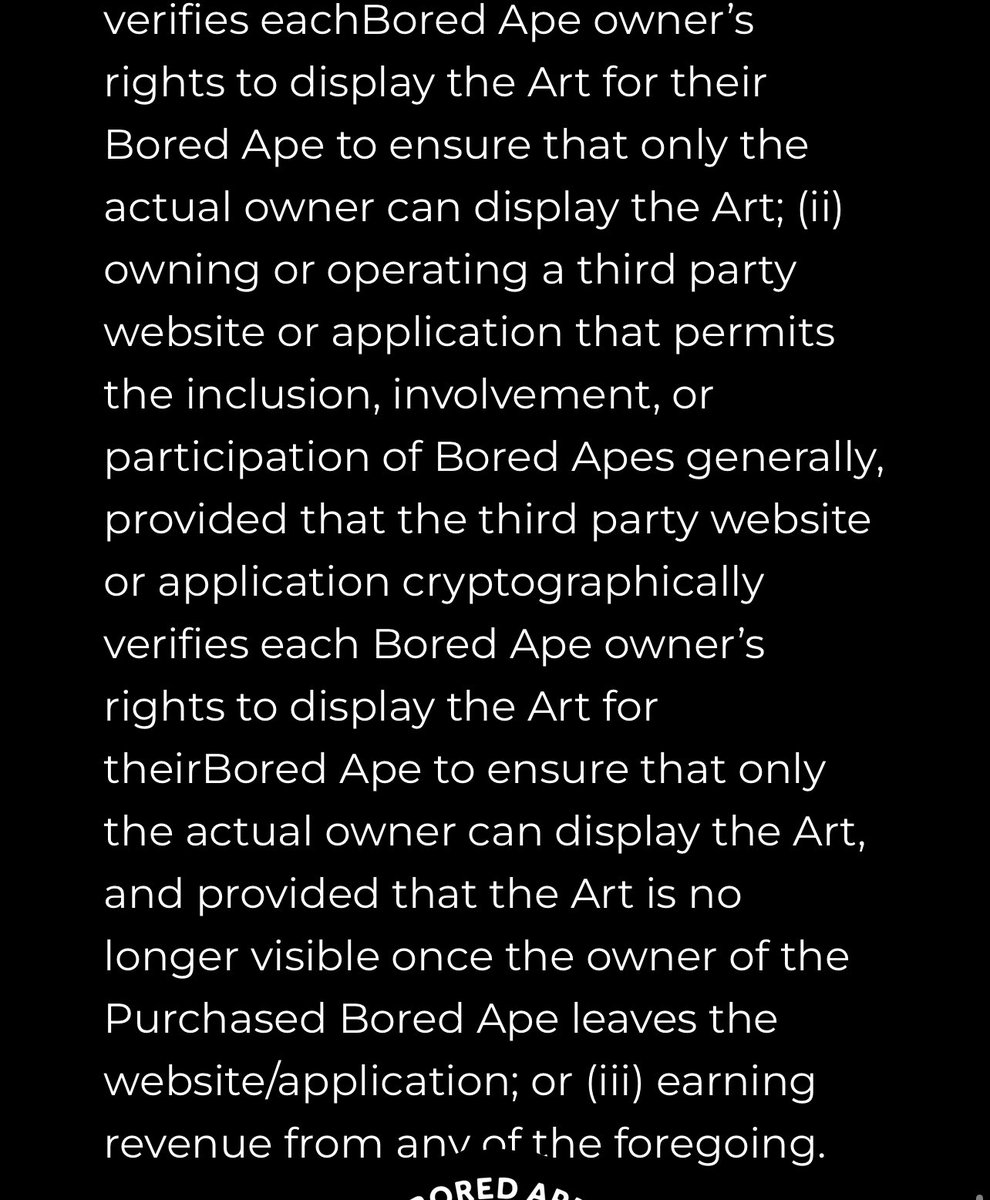 verifies eachBored Ape owner’s
rights to display the Art for their
Bored Ape to ensure that only the
actual owner can display the Art; (ii)
owning or operating a third party
website or application that permits
the inclusion, involvement, or
participation of Bored Apes generally,
provided that the third party website
or application cryptographically
verifies each Bored Ape owner’s
rights to display the Art for
theirBored Ape to ensure that only
the actual owner can display the Art,
and provided that the Art is no
longer visible once the owner of the
Purchased Bored Ape leaves the
website/application; or (iii) earning
revenue from any of the foregoing.
BORED